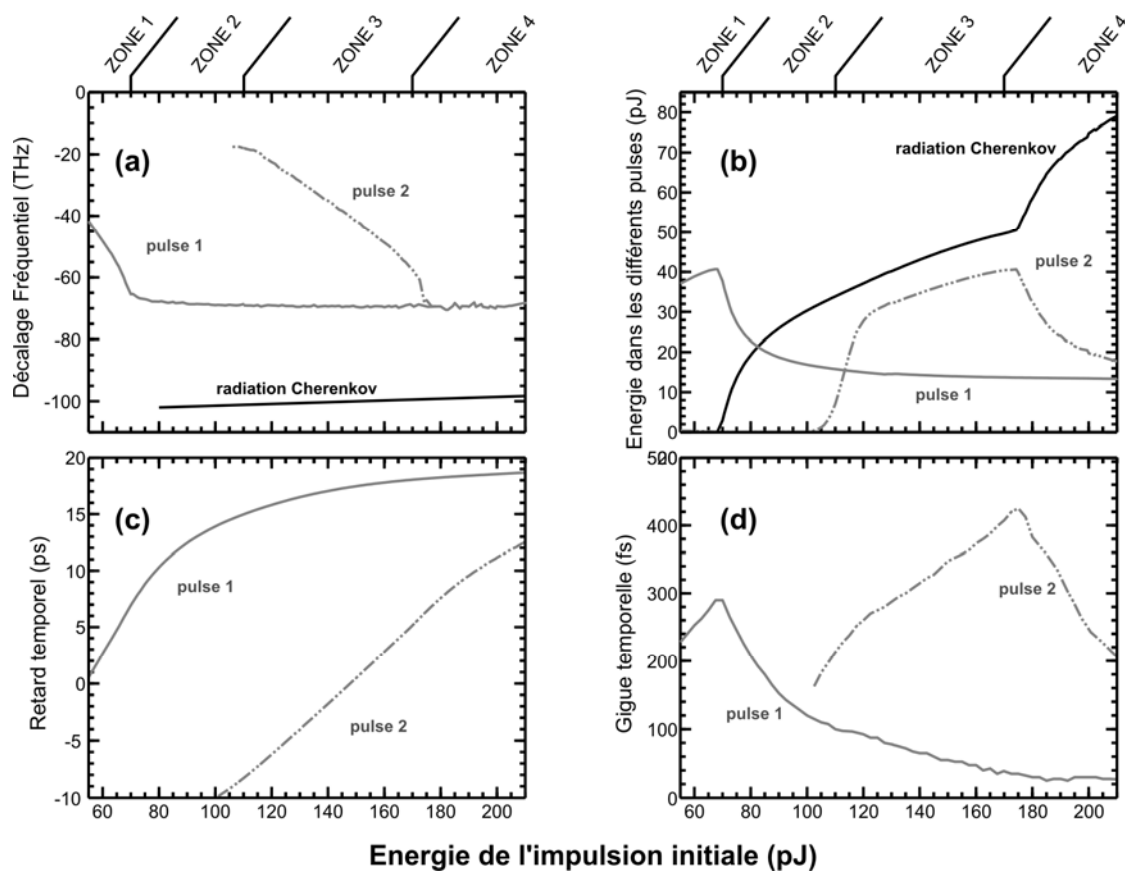 ZONE 1
ZONE 2
ZONE 3
ZONE 4
ZONE 1
ZONE 2
ZONE 3
ZONE 4
Décalage Fréquentiel (THz)
0
-20
-40
-60
-80
-100
(a)
pulse 2
pulse 1
radiation Cherenkov
Energie dans les différents pulses (pJ)
80
70
60
50
40
30
20
10
0
(b)
radiation Cherenkov
pulse 2
pulse 1
Retard temporel (ps)
20
15
10
5
0
-5
-10
(c)
pulse 1
pulse 2
60 80 100 120 140 160 180 200
Gigue temporelle (fs)
500
400
300
200
100
0
(d)
pulse 2
pulse 1
60 80 100 120 140 160 180 200
Energie de l'impulsion initiale (pJ)